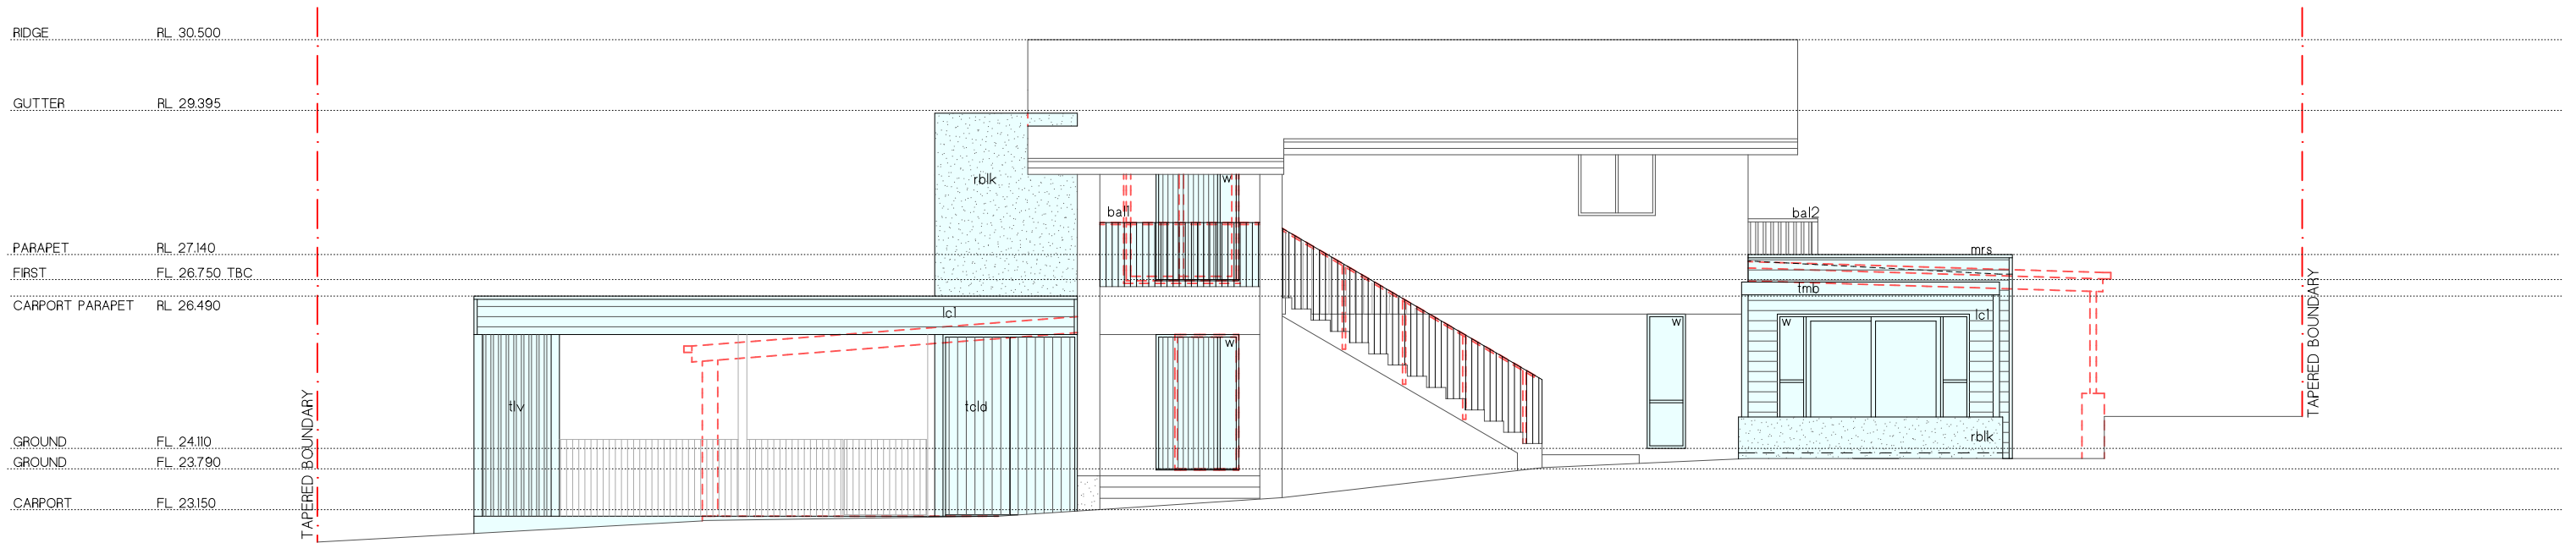 RIDGE RL 30.500
GUTTER RL 29.395
rblk
w
bal1
bal2
PARAPET RL 27.140
mrs
FIRST FL 26.750 TBC
tmb
CARPORT PARAPET RL 26.490
lc1
lc1
w
w
w
TAPERED BOUNDARY
tlv
tcld
TAPERED BOUNDARY
rblk
GROUND FL 24.110
GROUND FL 23.790
CARPORT FL 23.150